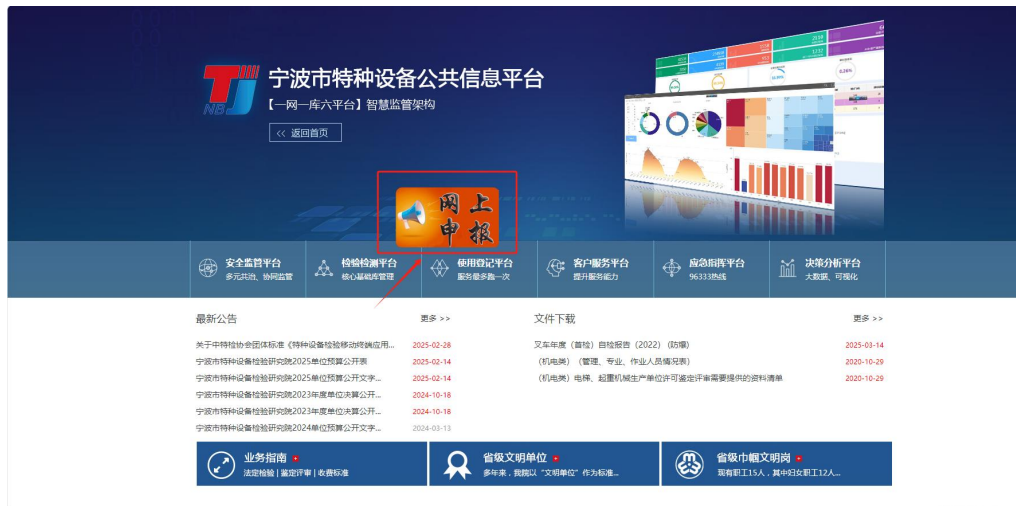 TJ
NB
宁波市特种设备公共信息平台
【一网一库六平台】智慧监管架构
<< 返回首页
网上
申报
安全监管平台
多元共治、协同监管
检验检测平台
核心基础库管理
使用登记平台
服务最多跑一次
客户服务平台
提升服务能力
应急指挥平台
96333热线
决策分析平台
大数据、可视化
最新公告 更多 >>
关于中特检协会团体标准《特种设备检验移动终端应用... 2025-02-28
宁波市特种设备检验研究院2025单位预算公开表 2025-02-14
宁波市特种设备检验研究院2025单位预算公开文字... 2025-02-14
宁波市特种设备检验研究院2023年度单位决算公开... 2024-10-18
宁波市特种设备检验研究院2023年度单位决算公开... 2024-10-18
宁波市特种设备检验研究院2024单位预算公开文字... 2024-03-13
文件下载 更多 >>
叉车年度（首检）自检报告（2022）（防爆） 2025-03-14
（机电类）（管理、专业、作业人员情况表） 2020-10-29
（机电类）电梯、起重机械生产单位许可鉴定评审需要提供的资料清单 2020-10-29
业务指南
法定检验 | 鉴定评审 | 收费标准
省级文明单位
多年来，我院以“文明单位”作为标准...
省级巾帼文明岗
现有职工15人，其中妇女职工12人...